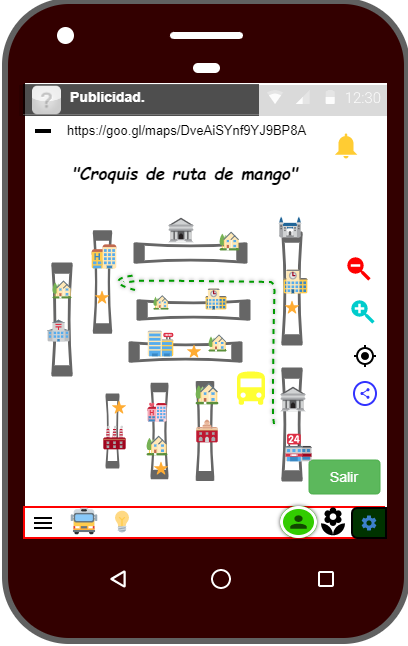 Publicidad.
12:30
https://goo.gl/maps/DveAiSYnf9YJ9BP8A
"Croquis de ruta de mango"
H
24
Salir